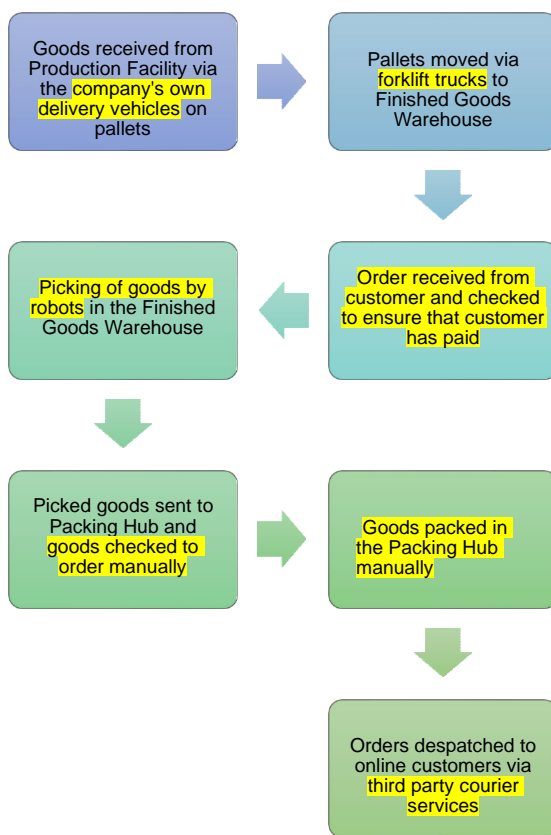 Goods received from
Production Facility via
the company's own
delivery vehicles on
pallets
Pallets moved via
forklift trucks to
Finished Goods
Warehouse
Order received from
customer and checked
to ensure that customer
has paid
Picking of goods by
robots in the Finished
Goods Warehouse
Picked goods sent to
Packing Hub and
goods checked to
order manually
Goods packed in
the Packing Hub
manually
Orders despatched to
online customers via
third party courier
services